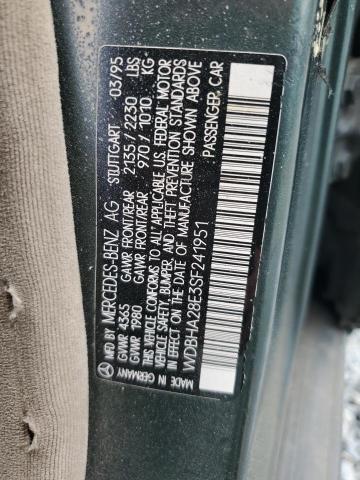 MFD BY MERCEDES-BENZ AG STUTTGART 03/95
GVWR 4365 GAWR FRONT/REAR 2135 / 2230 LBS
GVWR 1980 GAWR FRONT/REAR 970 / 1010 KG
THIS VEHICLE CONFORMS TO ALL APPLICABLE U.S. FEDERAL MOTOR
VEHICLE SAFETY, BUMPER, AND THEFT PREVENTION STANDARDS
IN EFFECT ON THE DATE OF MANUFACTURE SHOWN ABOVE
WDBHA28E3SF241951 PASSENGER CAR
MADE IN GERMANY